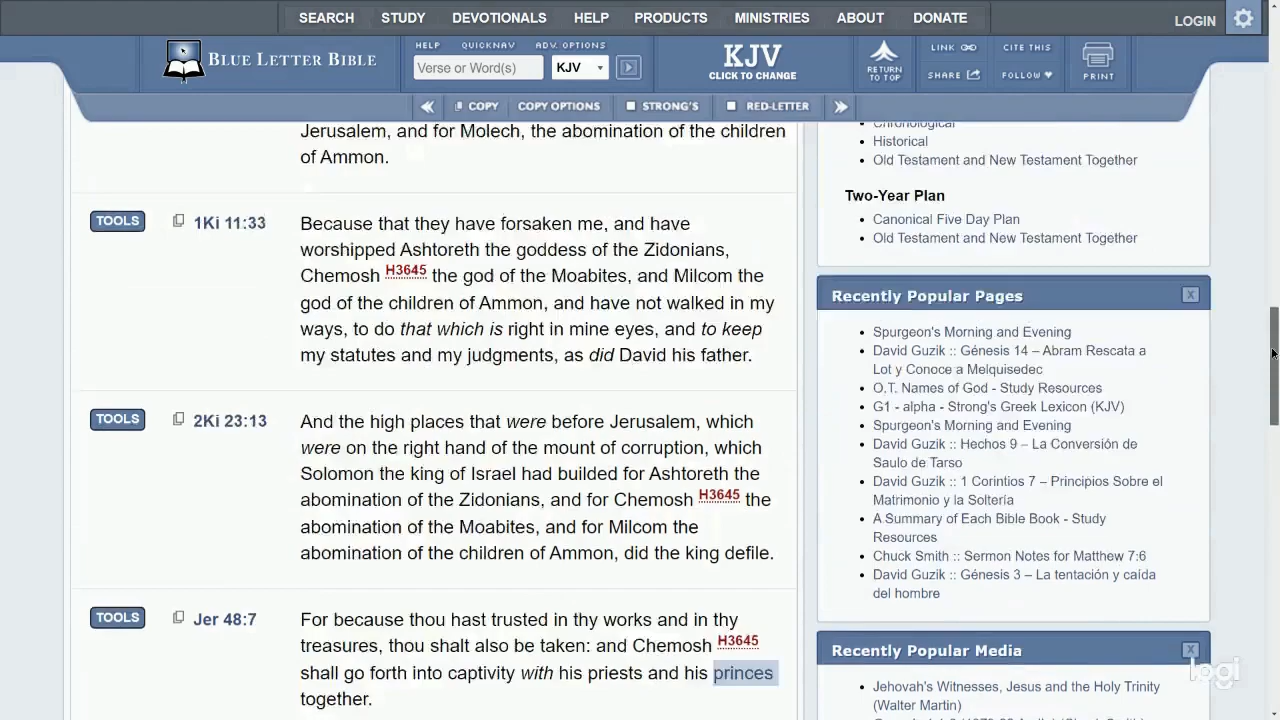 SEARCH STUDY DEVOTIONALS HELP PRODUCTS MINISTRIES ABOUT DONATE LOGIN
BLUE LETTER BIBLE
HELP QUICKNAV ADV. OPTIONS
Verse or Word(s) KJV
KJV
CLICK TO CHANGE
RETURN
TO TOP
LINK CITE THIS
SHARE FOLLOW
PRINT
COPY COPY OPTIONS STRONG'S RED-LETTER
Jerusalem, and for Molech, the abomination of the children
of Ammon.
TOOLS 1Ki 11:33
Because that they have forsaken me, and have
worshipped Ashtoreth the goddess of the Zidonians,
Chemosh H3645 the god of the Moabites, and Milcom the
god of the children of Ammon, and have not walked in my
ways, to do that which is right in mine eyes, and to keep
my statutes and my judgments, as did David his father.
TOOLS 2Ki 23:13
And the high places that were before Jerusalem, which
were on the right hand of the mount of corruption, which
Solomon the king of Israel had builded for Ashtoreth the
abomination of the Zidonians, and for Chemosh H3645 the
abomination of the Moabites, and for Milcom the
abomination of the children of Ammon, did the king defile.
TOOLS Jer 48:7
For because thou hast trusted in thy works and in thy
treasures, thou shalt also be taken: and Chemosh H3645
shall go forth into captivity with his priests and his princes
together.
Chronological
Historical
Old Testament and New Testament Together
Two-Year Plan
Canonical Five Day Plan
Old Testament and New Testament Together
Recently Popular Pages X
Spurgeon's Morning and Evening
David Guzik :: Génesis 14 – Abram Rescata a
Lot y Conoce a Melquisedec
O.T. Names of God - Study Resources
G1 - alpha - Strong's Greek Lexicon (KJV)
Spurgeon's Morning and Evening
David Guzik :: Hechos 9 – La Conversión de
Saulo de Tarso
David Guzik :: 1 Corintios 7 – Principios Sobre el
Matrimonio y la Soltería
A Summary of Each Bible Book - Study
Resources
Chuck Smith :: Sermon Notes for Matthew 7:6
David Guzik :: Génesis 3 – La tentación y caída
del hombre
Recently Popular Media X
logi
Jehovah's Witnesses, Jesus and the Holy Trinity
(Walter Martin)